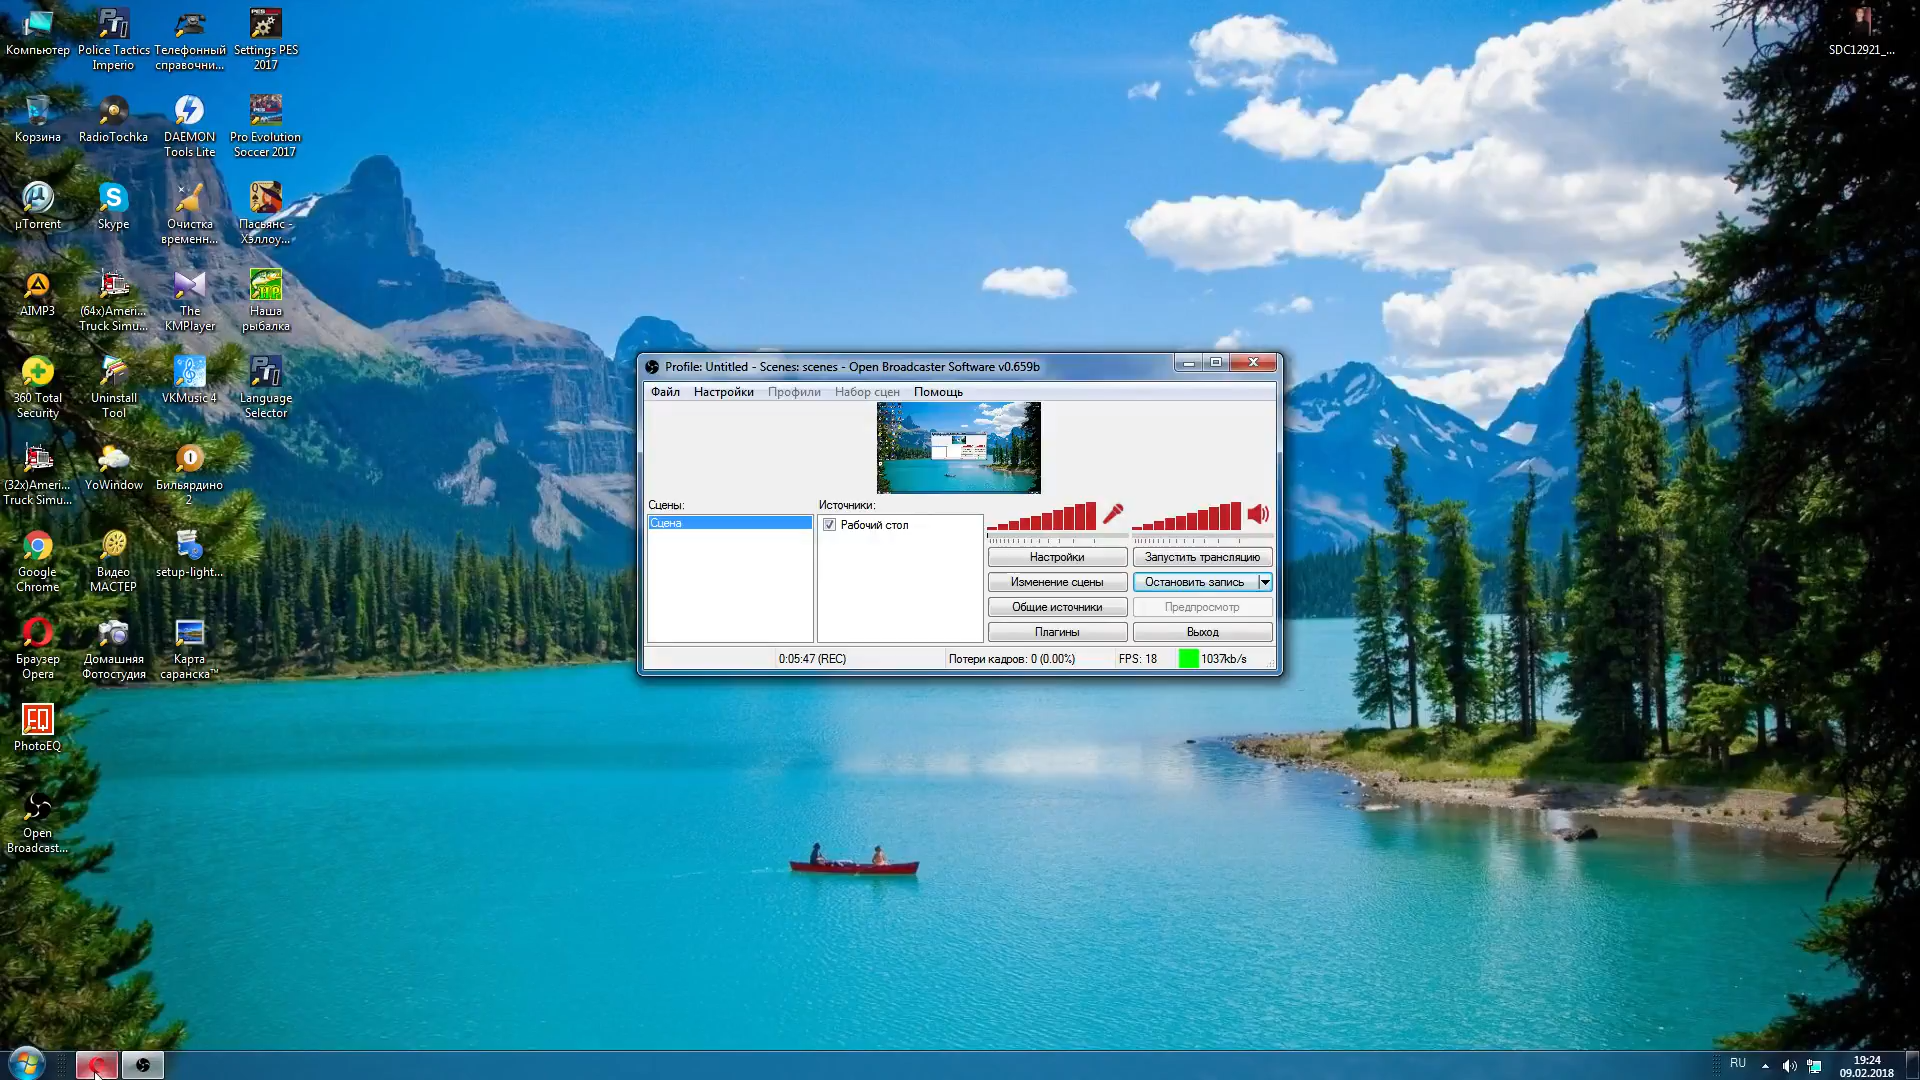 Компьютер
Police Tactics
Imperio
Телефонный
справочни...
Settings PES
2017
SDC12921_...
Корзина
RadioTochka
DAEMON
Tools Lite
Pro Evolution
Soccer 2017
µTorrent
Skype
Очистка
временн...
Пасьянс -
Хэллоу...
AIMP3
(64x)Ameri...
Truck Simu...
The
KMPlayer
Наша
рыбалка
360 Total
Security
Uninstall
Tool
VKMusic 4
Language
Selector
(32x)Ameri...
Truck Simu...
YoWindow
Бильярдино
2
Google
Chrome
Видео
МАСТЕР
setup-light...
Браузер
Opera
Домашняя
Фотостудия
Карта
саранска™
PhotoEQ
Open
Broadcast...
Profile: Untitled - Scenes: scenes - Open Broadcaster Software v0.659b
Файл Настройки Профили Набор сцен Помощь
Сцены:
Источники:
Сцена
Рабочий стол
Настройки
Запустить трансляцию
Изменение сцены
Остановить запись
Общие источники
Предпросмотр
Плагины
Выход
0:05:47 (REC)
Потери кадров: 0 (0.00%)
FPS: 18
1037kb/s
RU
19:24
09.02.2018